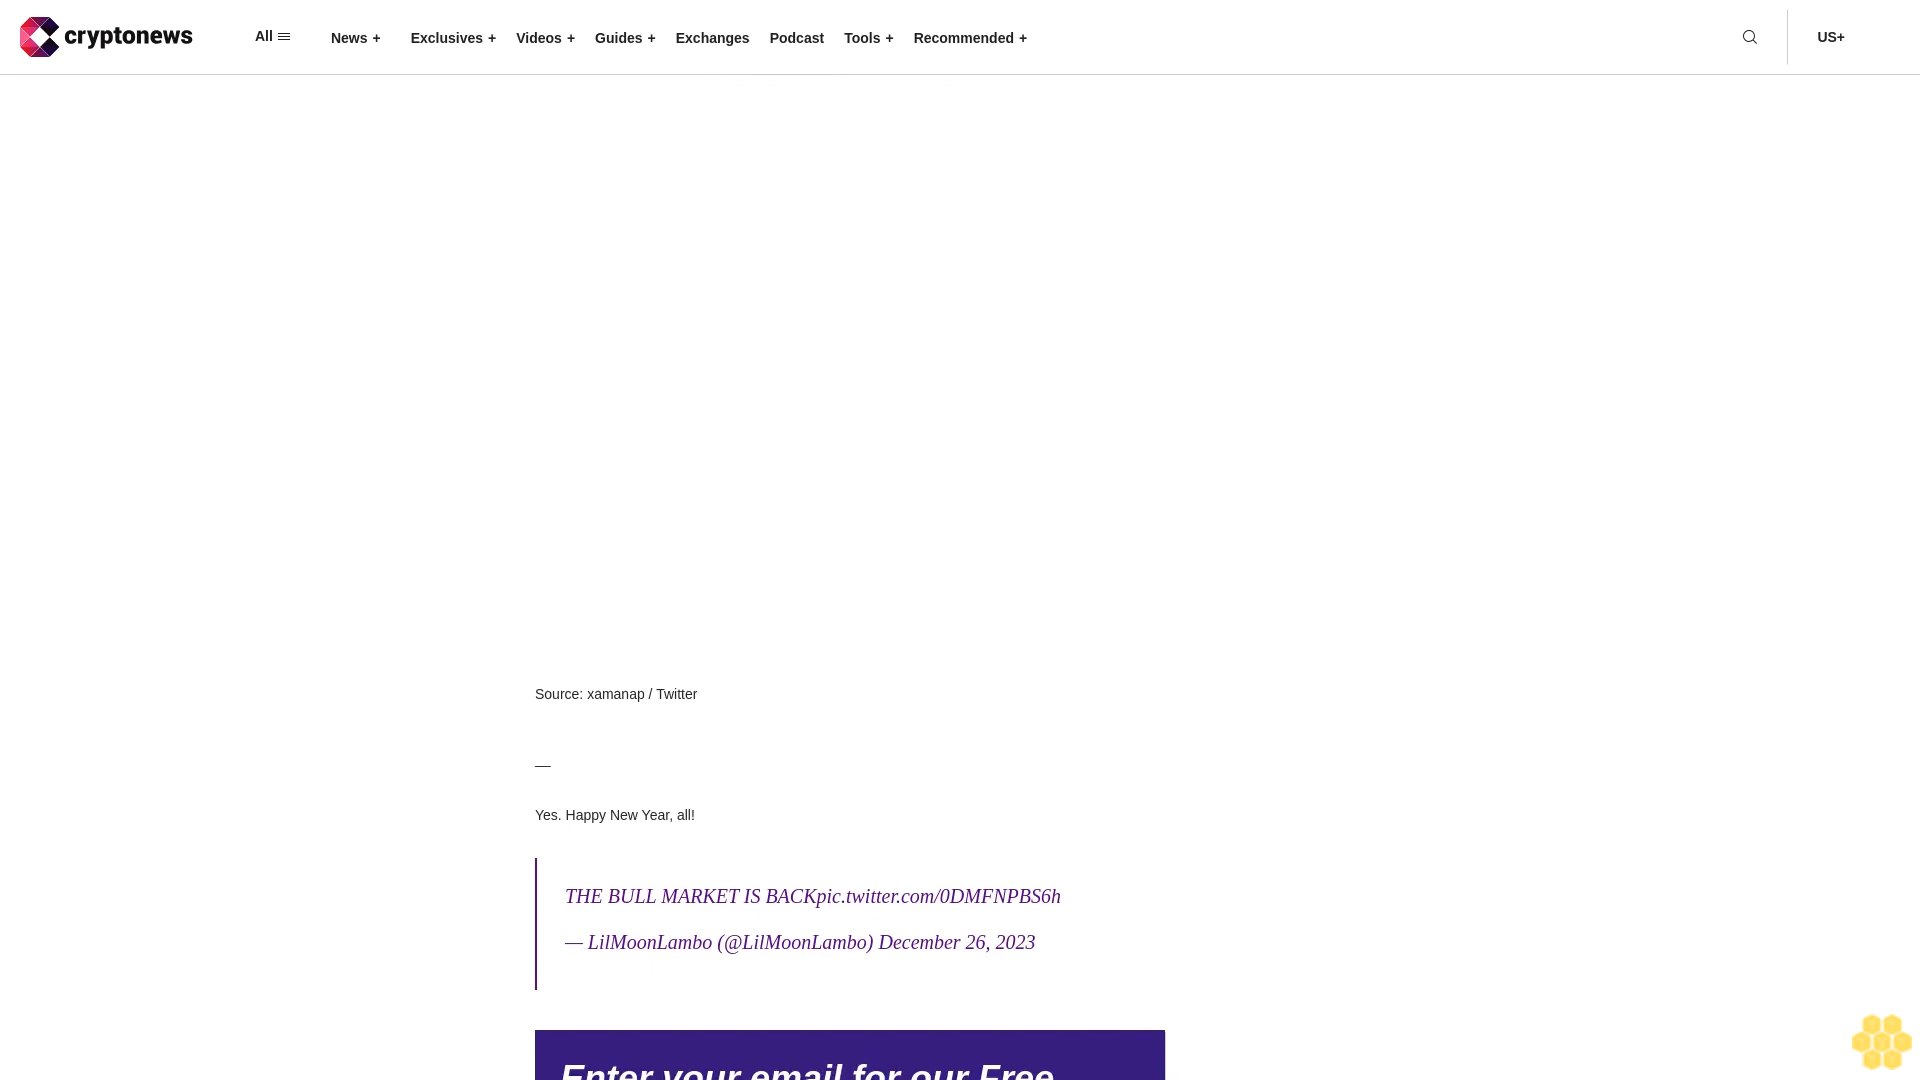 cryptonews
All
News +
Exclusives +
Videos +
Guides +
Exchanges
Podcast
Tools +
Recommended +
US+
Source: xamanap / Twitter
—
Yes. Happy New Year, all!
THE BULL MARKET IS BACKpic.twitter.com/0DMFNPBS6h
— LilMoonLambo (@LilMoonLambo) December 26, 2023
Enter your email for our Free